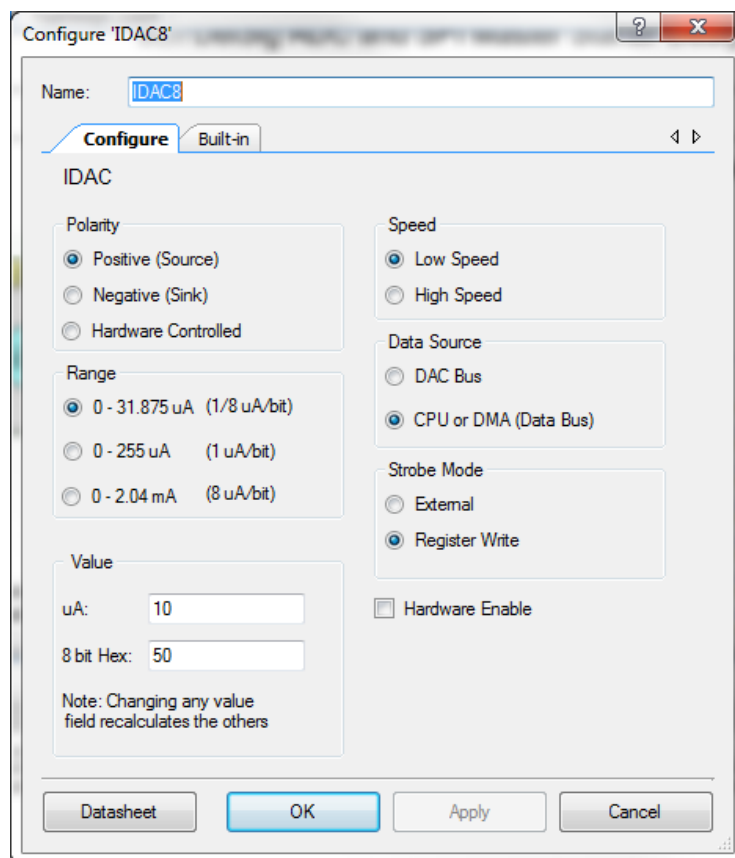 Configure 'IDAC8'
Name: IDAC8
Configure Built-in
IDAC
Polarity
Positive (Source)
Negative (Sink)
Hardware Controlled
Range
0 - 31.875 uA (1/8 uA/bit)
0 - 255 uA (1 uA/bit)
0 - 2.04 mA (8 uA/bit)
Value
uA: 10
8 bit Hex: 50
Note: Changing any value
field recalculates the others
Speed
Low Speed
High Speed
Data Source
DAC Bus
CPU or DMA (Data Bus)
Strobe Mode
External
Register Write
Hardware Enable
Datasheet OK Apply Cancel